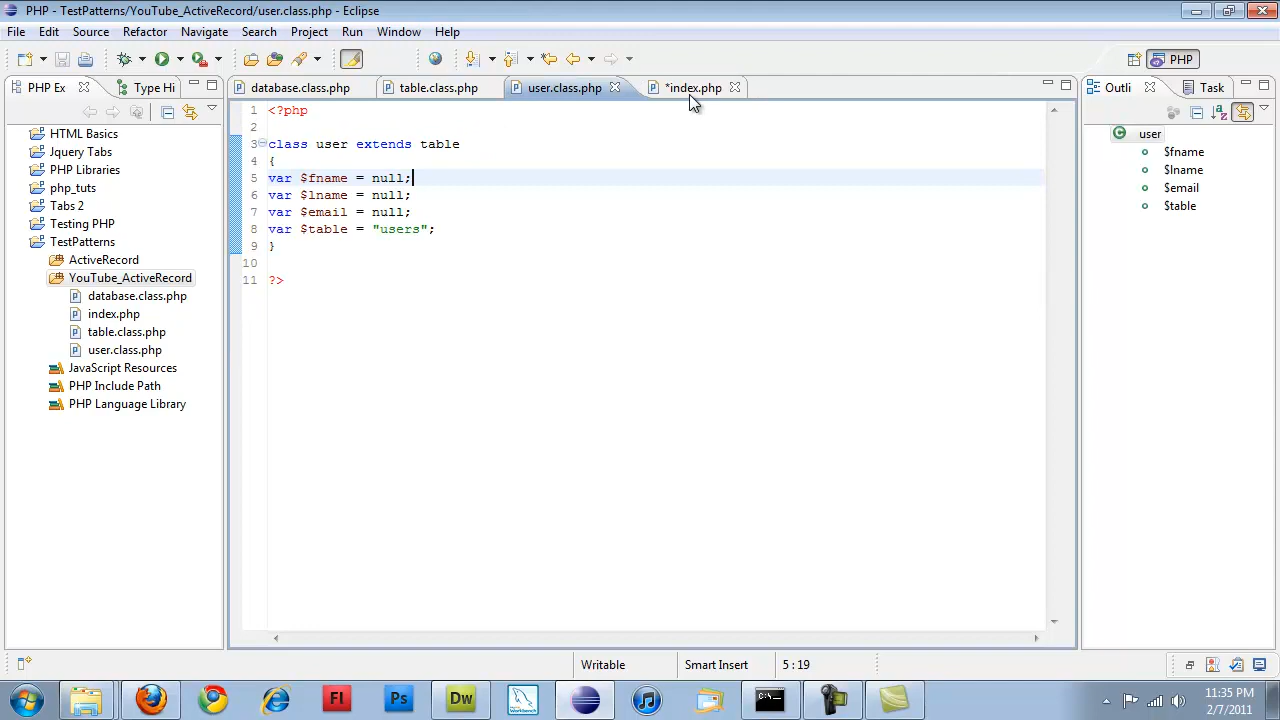 PHP - TestPatterns/YouTube_ActiveRecord/user.class.php - Eclipse
File Edit Source Refactor Navigate Search Project Run Window Help
PHP
PHP Ex Type Hi
database.class.php table.class.php user.class.php *index.php
Outli Task
HTML Basics
Jquery Tabs
PHP Libraries
php_tuts
Tabs 2
Testing PHP
TestPatterns
ActiveRecord
YouTube_ActiveRecord
database.class.php
index.php
table.class.php
user.class.php
JavaScript Resources
PHP Include Path
PHP Language Library
1 <?php
2
3 class user extends table
4 {
5 var $fname = null;
6 var $lname = null;
7 var $email = null;
8 var $table = "users";
9 }
10
11 ?>
user
$fname
$lname
$email
$table
Writable Smart Insert 5 : 19
Fl Ps Dw
C:\
11:35 PM
2/7/2011